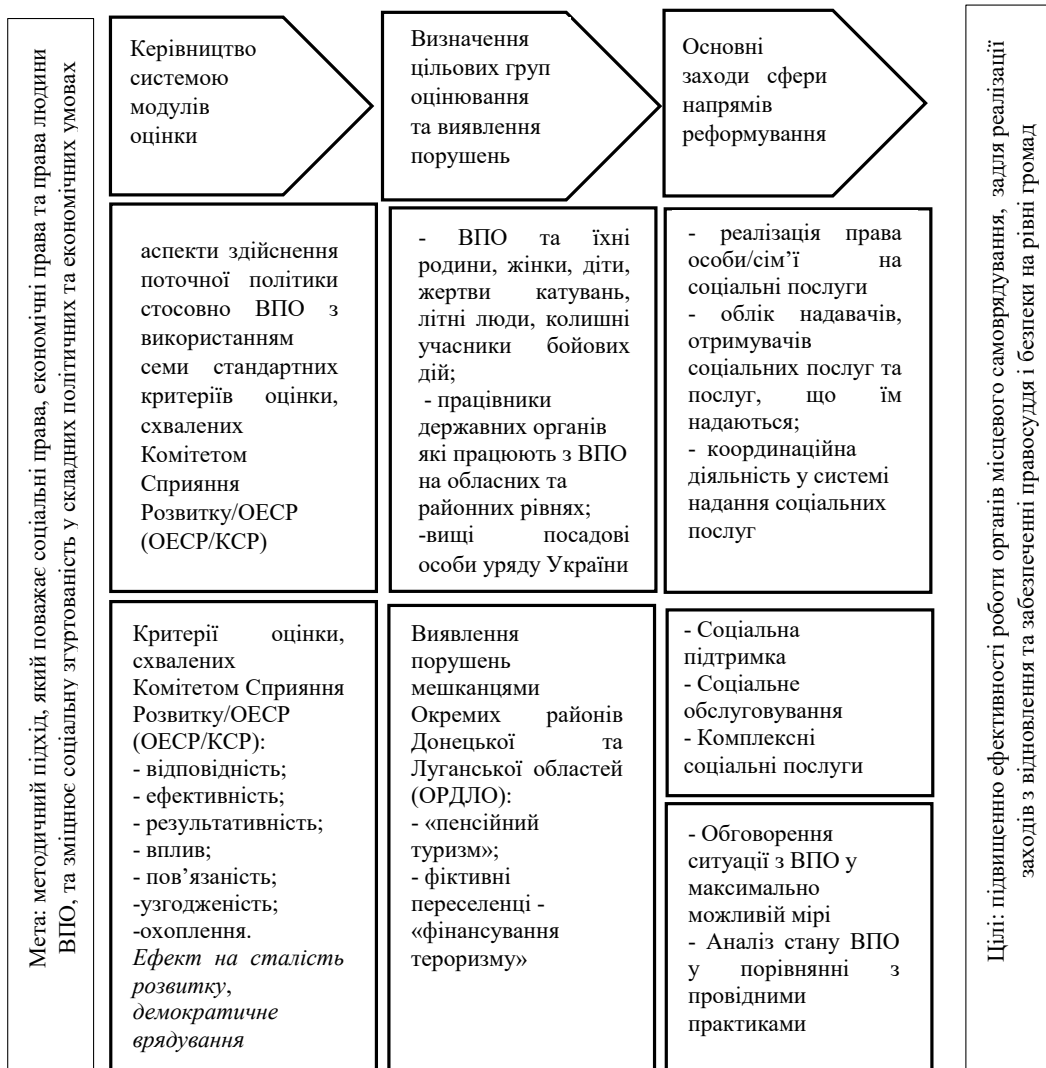 Мета: методичний підхід, який поважає соціальні права, економічні права та права людини
ВПО, та зміцнює соціальну згуртованість у складних політичних та економічних умовах
Керівництво
системою
модулів
оцінки
аспекти здійснення
поточної політики
стосовно ВПО з
використанням
семи стандартних
критеріїв оцінки,
схвалених
Комітетом
Сприяння
Розвитку/ОЕСР
(ОЕСР/КСР)
Критерії оцінки,
схвалених
Комітетом Сприяння
Розвитку/ОЕСР
(ОЕСР/КСР):
- відповідність;
- ефективність;
- результативність;
- вплив;
- пов’язаність;
-узгодженість;
-охоплення.
Ефект на сталість
розвитку,
демократичне
врядування
Визначення
цільових груп
оцінювання
та виявлення
порушень
- ВПО та їхні
родини, жінки, діти,
жертви катувань,
літні люди, колишні
учасники бойових
дій;
- працівники
державних органів
які працюють з ВПО
на обласних та
районних рівнях;
-вищі посадові
особи уряду України
Виявлення
порушень
мешканцями
Окремих районів
Донецької та
Луганської областей
(ОРДЛО):
- «пенсійний
туризм»;
- фіктивні
переселенці -
«фінансування
тероризму»
Основні
заходи сфери
напрямів
реформування
- реалізація права
особи/сім’ї на
соціальні послуги
- облік надавачів,
отримувачів
соціальних послуг та
послуг, що їм
надаються;
- координаційна
діяльність у системі
надання соціальних
послуг
- Соціальна
підтримка
- Соціальне
обслуговування
- Комплексні
соціальні послуги
- Обговорення
ситуації з ВПО у
максимально
можливій мірі
- Аналіз стану ВПО
у порівнянні з
провідними
практиками
Цілі: підвищенню ефективності роботи органів місцевого самоврядування, задля реалізації
заходів з відновлення та забезпеченні правосуддя і безпеки на рівні громад